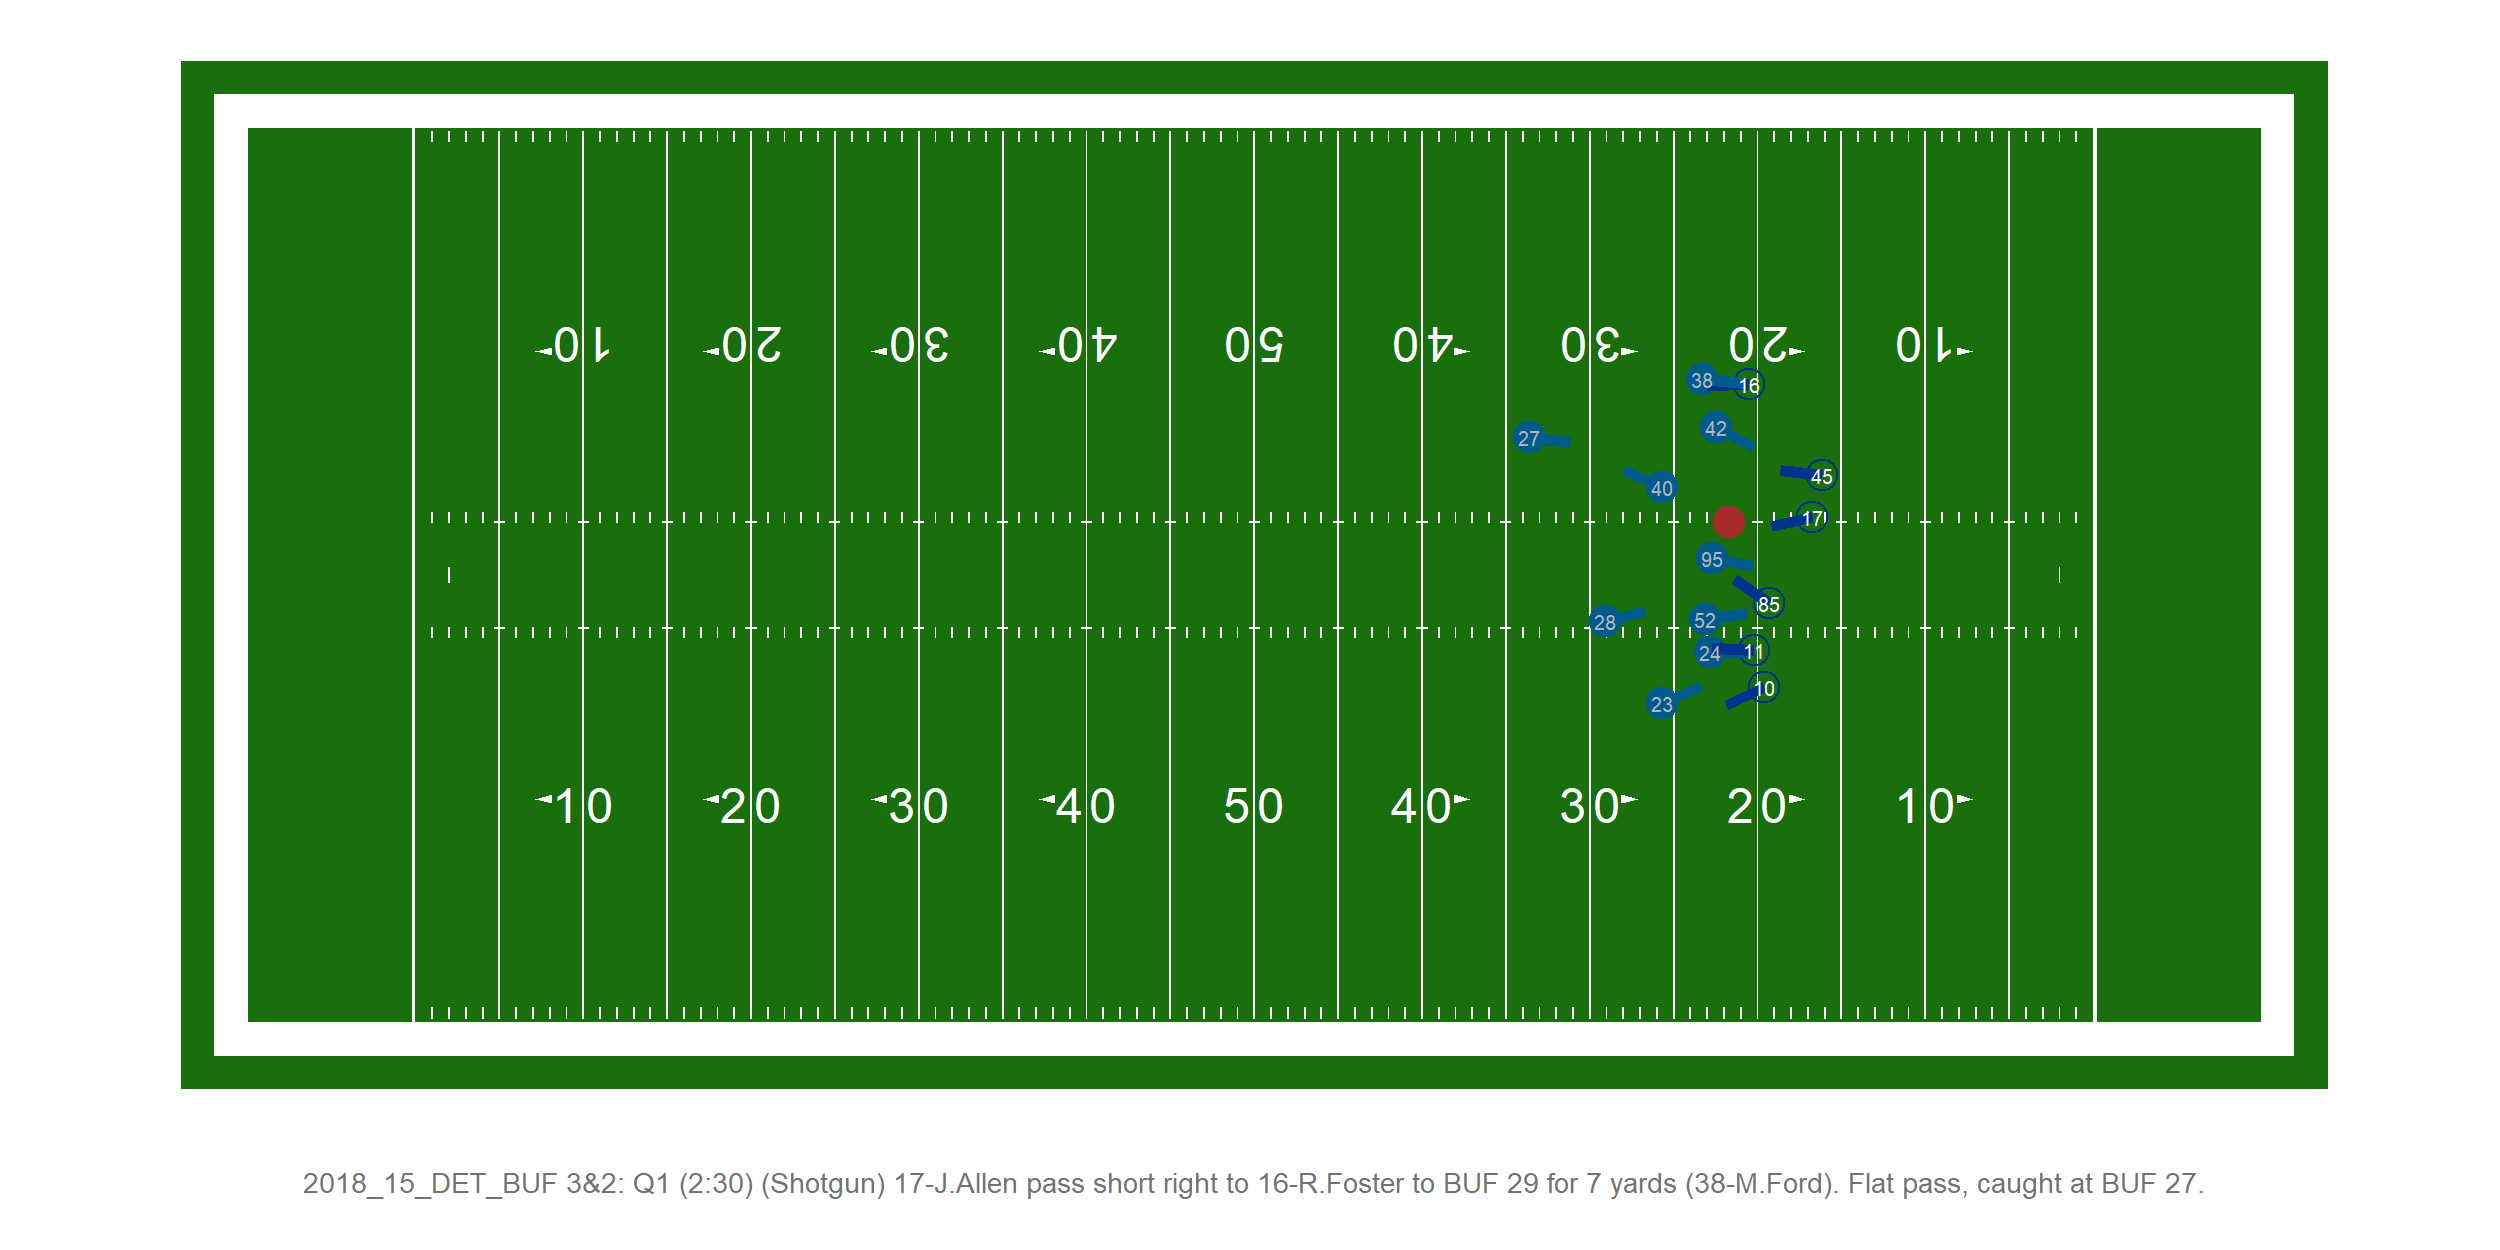 10 20 30 40 50 40 30 20 10
38 16
27 42
40 45
17
95
28 52 85
24 11
23 10
10 20 30 40 50 40 30 20 10
2018_15_DET_BUF 3&2: Q1 (2:30) (Shotgun) 17-J.Allen pass short right to 16-R.Foster to BUF 29 for 7 yards (38-M.Ford). Flat pass, caught at BUF 27.